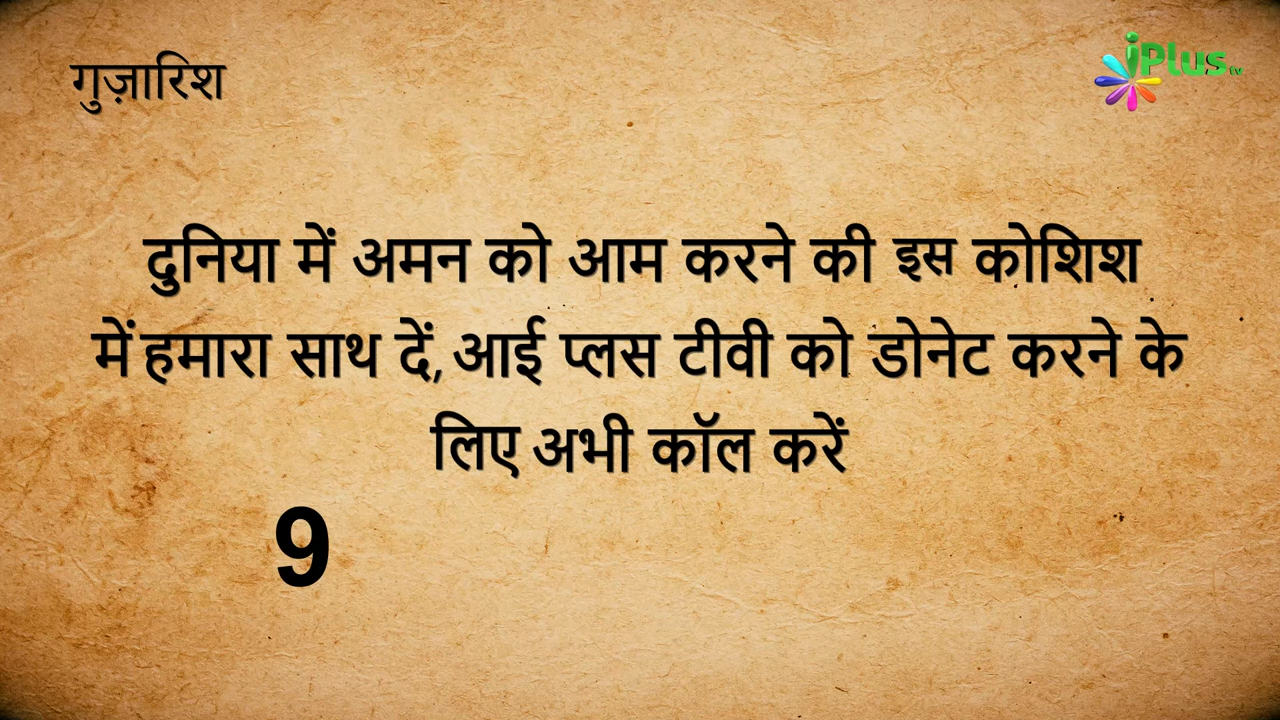 गुज़ारिश
iPlus tv
दुनिया में अमन को आम करने की इस कोशिश
में हमारा साथ दें, आई प्लस टीवी को डोनेट करने के
लिए अभी कॉल करें
9